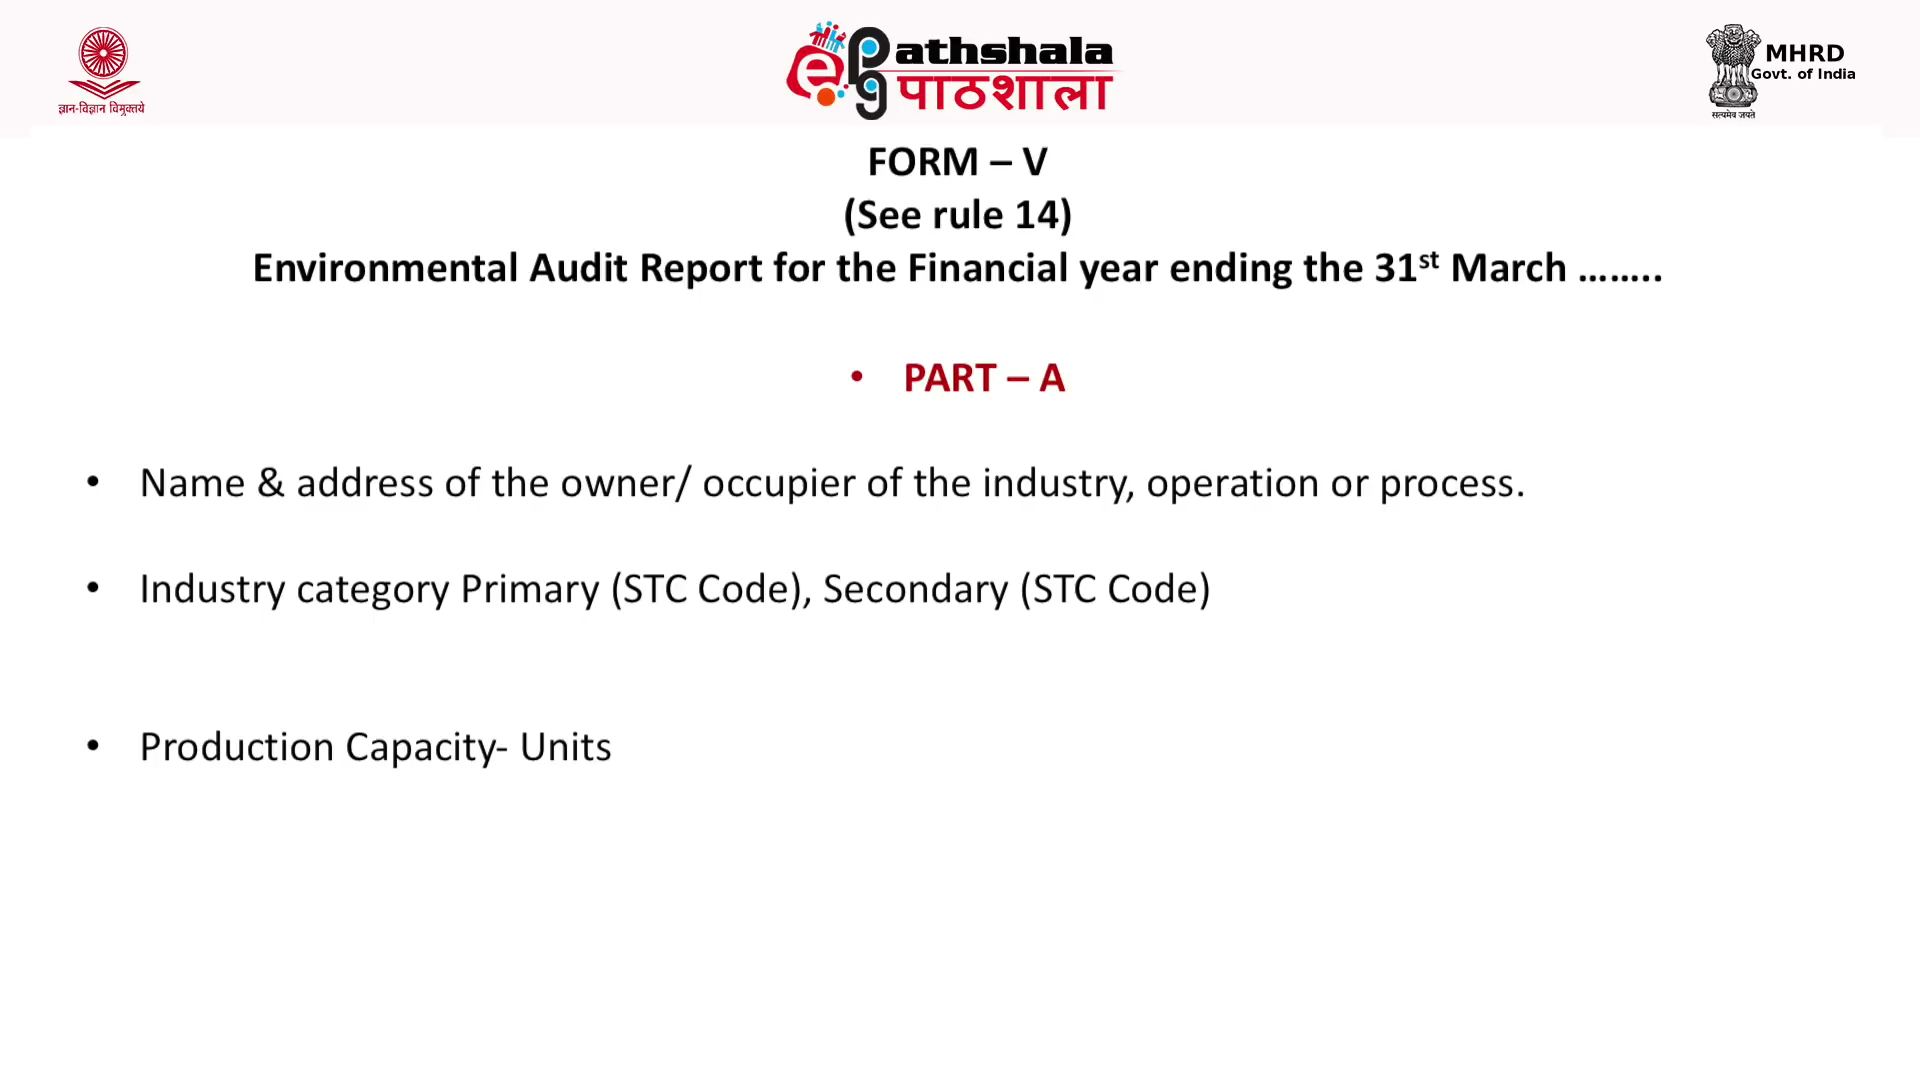 ज्ञान-विज्ञान विमुक्तये
e pg Pathshala
पाठशाला
MHRD
Govt. of India
सत्यमेव जयते
FORM – V
(See rule 14)
Environmental Audit Report for the Financial year ending the 31st March ……..
• PART – A
• Name & address of the owner/ occupier of the industry, operation or process.
• Industry category Primary (STC Code), Secondary (STC Code)
• Production Capacity- Units